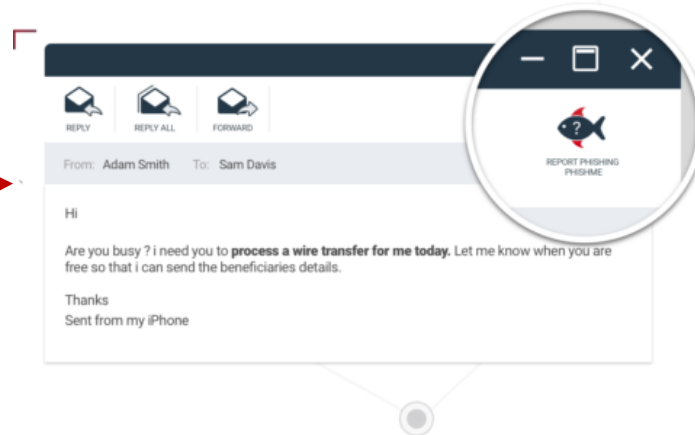 REPLY
REPLY ALL
FORWARD
?
REPORT PHISHING
PHISHME
From: Adam Smith To: Sam Davis
Hi
Are you busy ? i need you to process a wire transfer for me today. Let me know when you are
free so that i can send the beneficiaries details.
Thanks
Sent from my iPhone